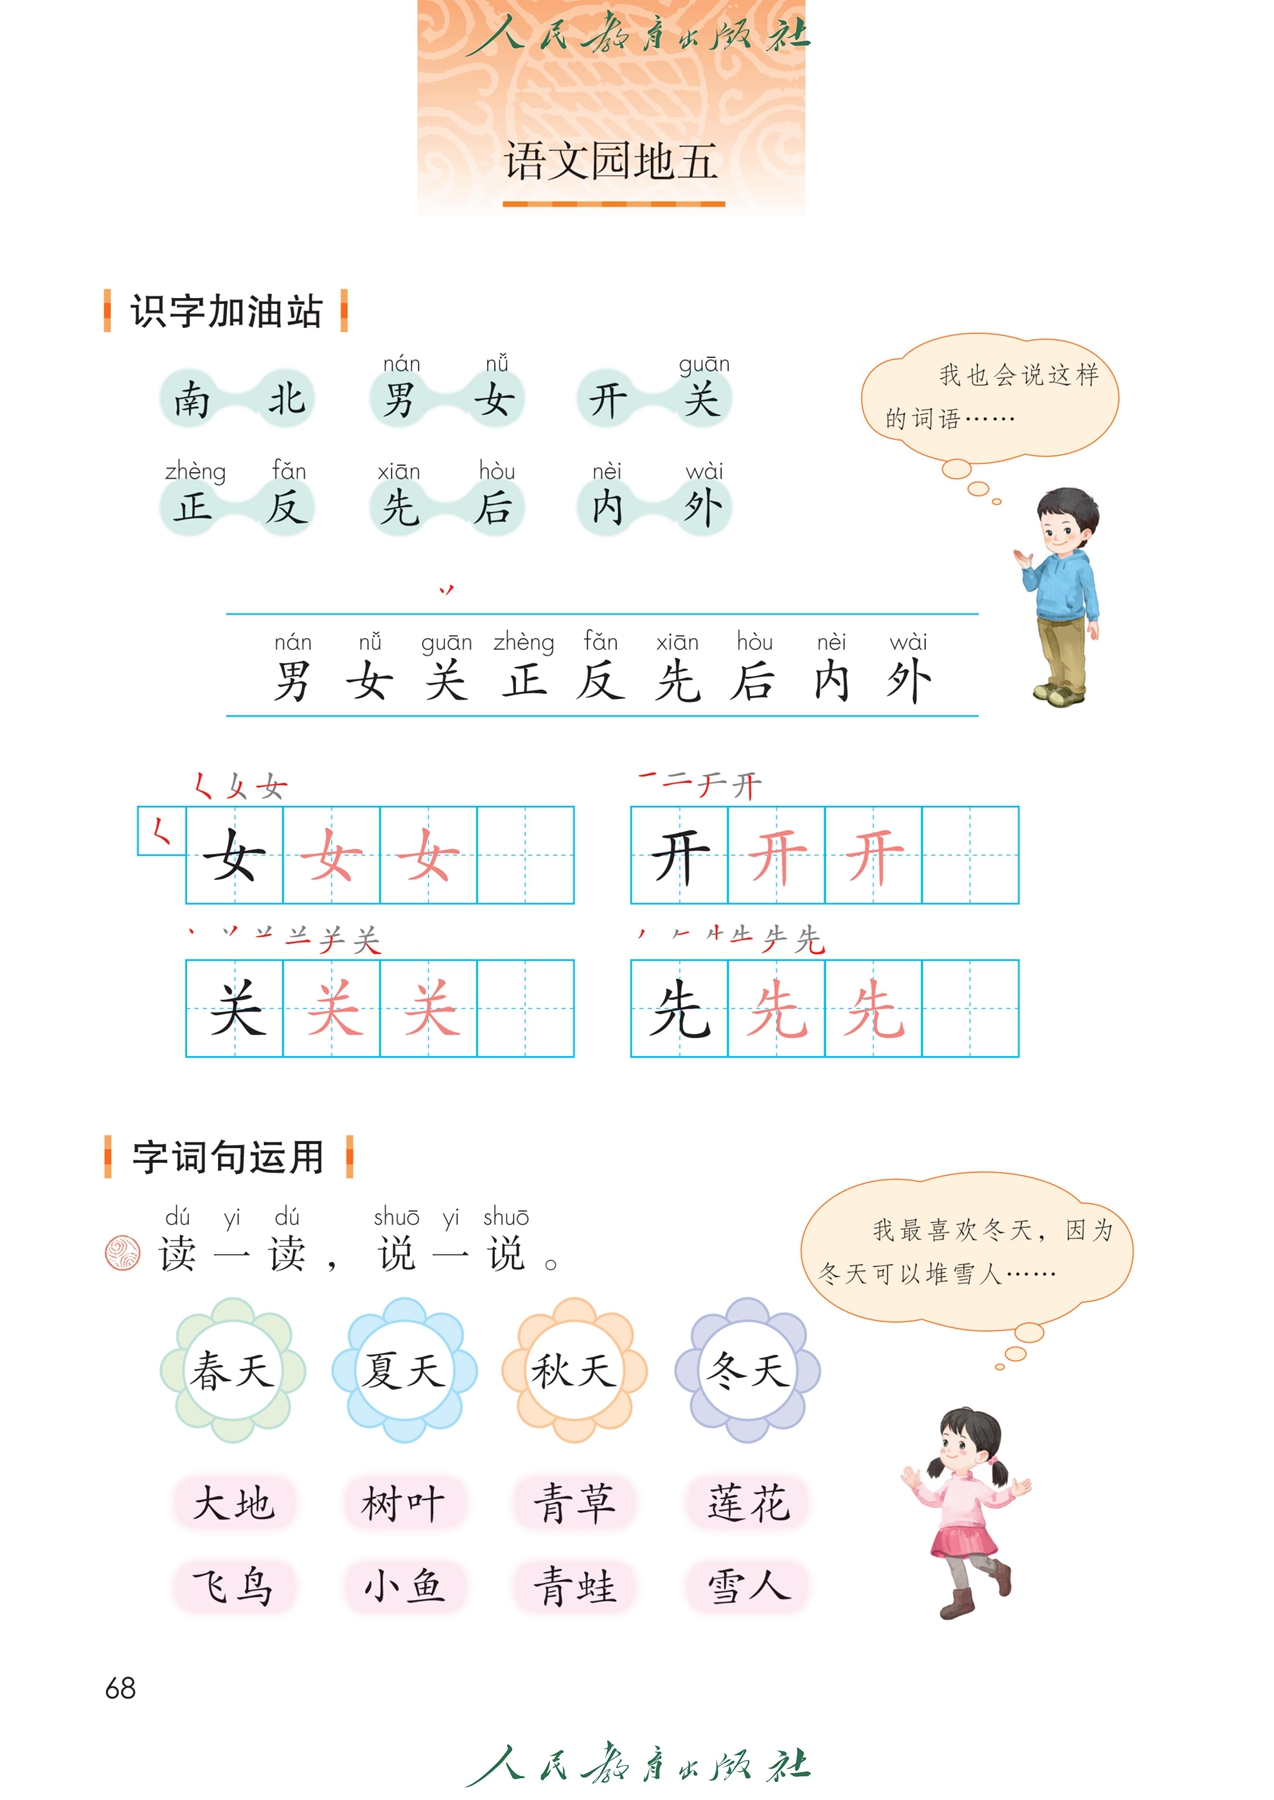 人民教育出版社
语文园地五
识字加油站
nán nǚ guān
南 北 男 女 开 关
我也会说这样
的词语……
zhèng fǎn xiān hòu nèi wài
正 反 先 后 内 外
丷
nán nǚ guān zhèng fǎn xiān hòu nèi wài
男 女 关 正 反 先 后 内 外
女 女 女
开 开 开
关 关 关
先 先 先
字词句运用
dú yi dú shuō yi shuō
读一读，说一说。
我最喜欢冬天，因为
冬天可以堆雪人……
春天 夏天 秋天 冬天
大地 树叶 青草 莲花
飞鸟 小鱼 青蛙 雪人
68
人民教育出版社